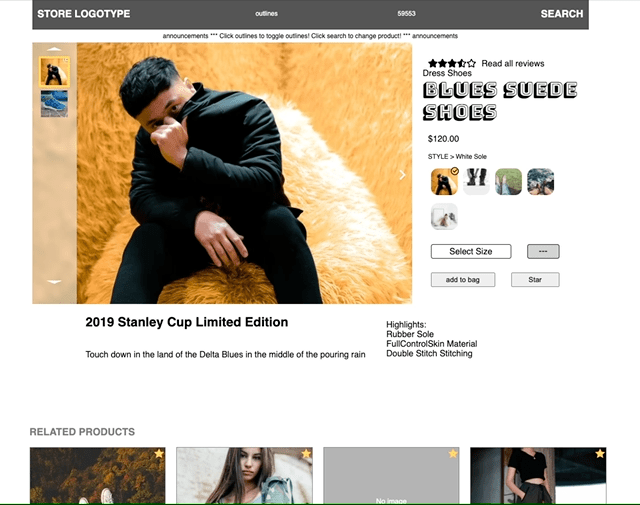 STORE LOGOTYPE
outlines
59553
SEARCH
announcements *** Click outlines to toggle outlines! Click search to change product! *** announcements
Read all reviews
Dress Shoes
BLUES SUEDE
SHOES
$120.00
STYLE > White Sole
Select Size
---
add to bag
Star
2019 Stanley Cup Limited Edition
Touch down in the land of the Delta Blues in the middle of the pouring rain
Highlights:
Rubber Sole
FullControlSkin Material
Double Stitch Stitching
RELATED PRODUCTS
No image